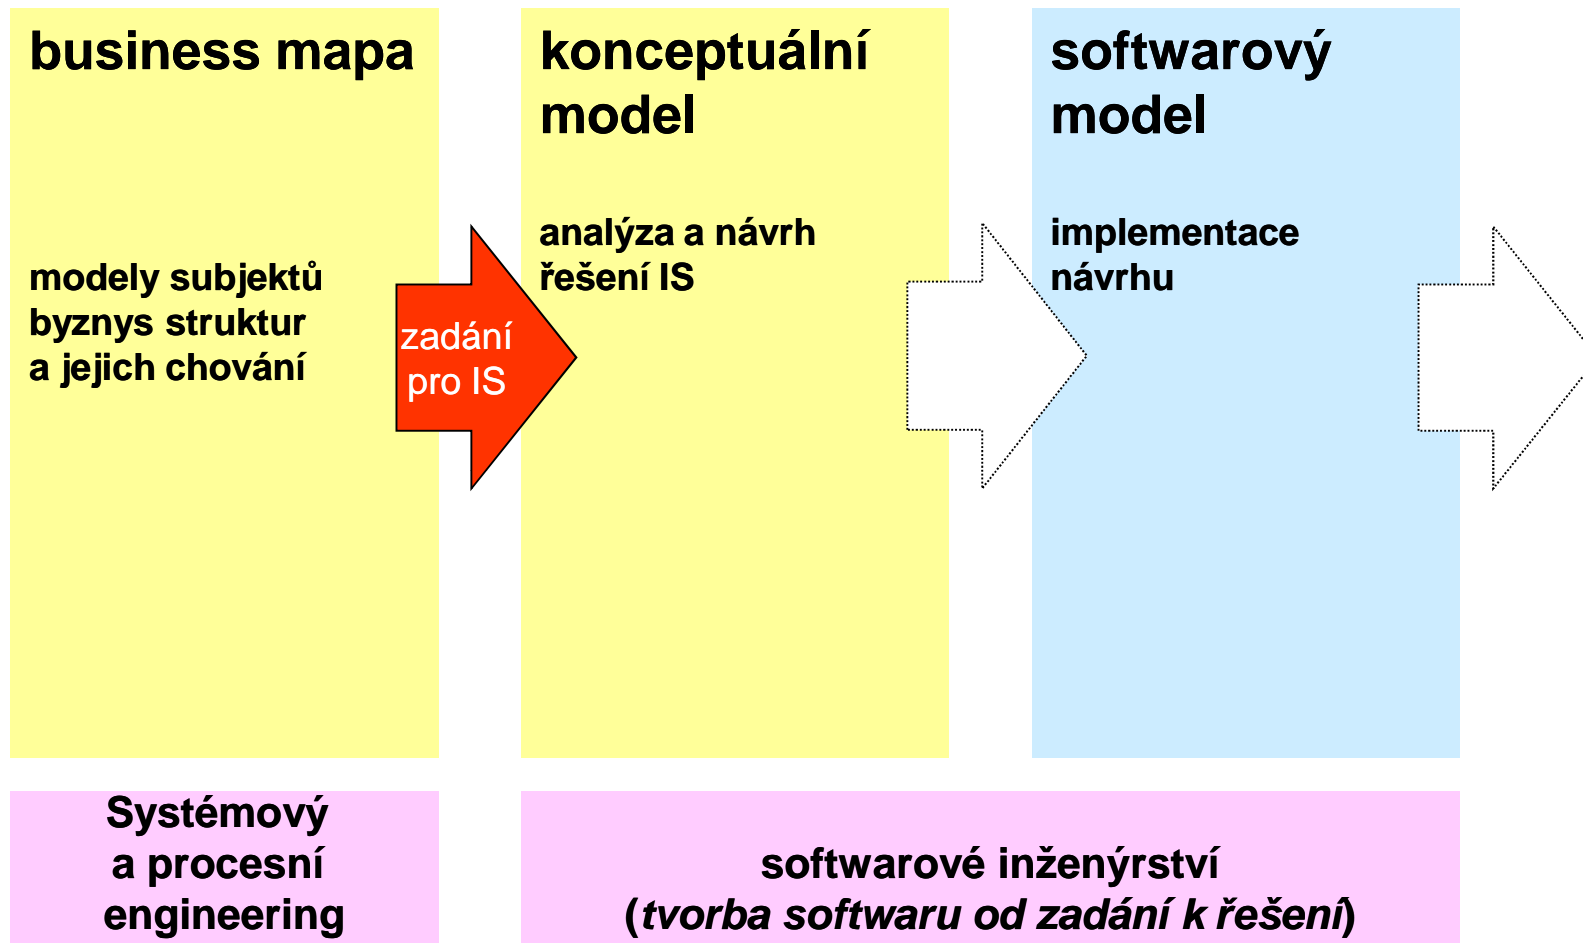 business mapa
modely subjektů
byznys struktur
a jejich chování
zadání
pro IS
konceptuální
model
analýza a návrh
řešení IS
softwarový
model
implementace
návrhu
Systémový
a procesní
engineering
softwarové inženýrství
(tvorba softwaru od zadání k řešení)